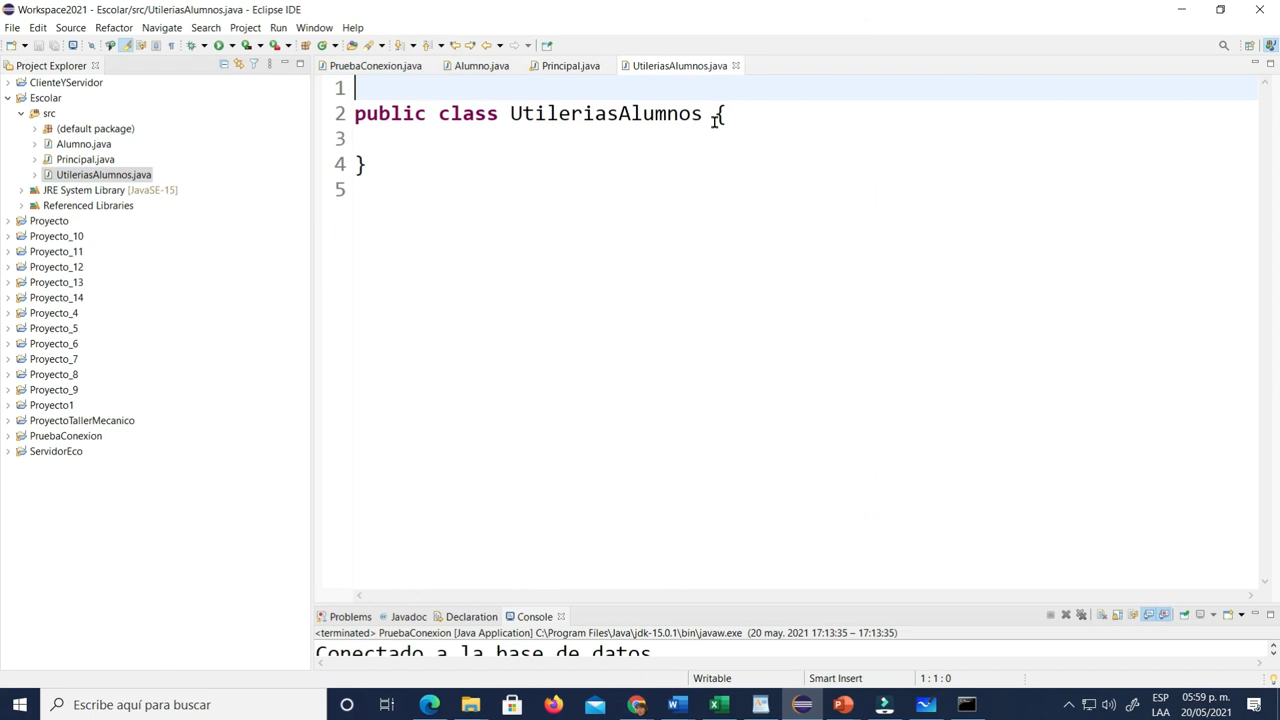 Workspace2021 - Escolar/src/UtileriasAlumnos.java - Eclipse IDE
File Edit Source Refactor Navigate Search Project Run Window Help
Project Explorer
PruebaConexion.java Alumno.java Principal.java UtileriasAlumnos.java
ClienteYServidor
Escolar
src
(default package)
Alumno.java
Principal.java
UtileriasAlumnos.java
JRE System Library [JavaSE-15]
Referenced Libraries
Proyecto
Proyecto_10
Proyecto_11
Proyecto_12
Proyecto_13
Proyecto_14
Proyecto_4
Proyecto_5
Proyecto_6
Proyecto_7
Proyecto_8
Proyecto_9
Proyecto1
ProyectoTallerMecanico
PruebaConexion
ServidorEco
1
2 public class UtileriasAlumnos {
3
4 }
5
Problems Javadoc Declaration Console
<terminated> PruebaConexion [Java Application] C:\Program Files\Java\jdk-15.0.1\bin\javaw.exe (20 may. 2021 17:13:35 – 17:13:35)
Conectado a la base de datos
Writable Smart Insert 1 : 1 : 0
Escribe aquí para buscar
ESP 05:59 p. m.
LAA 20/05/2021